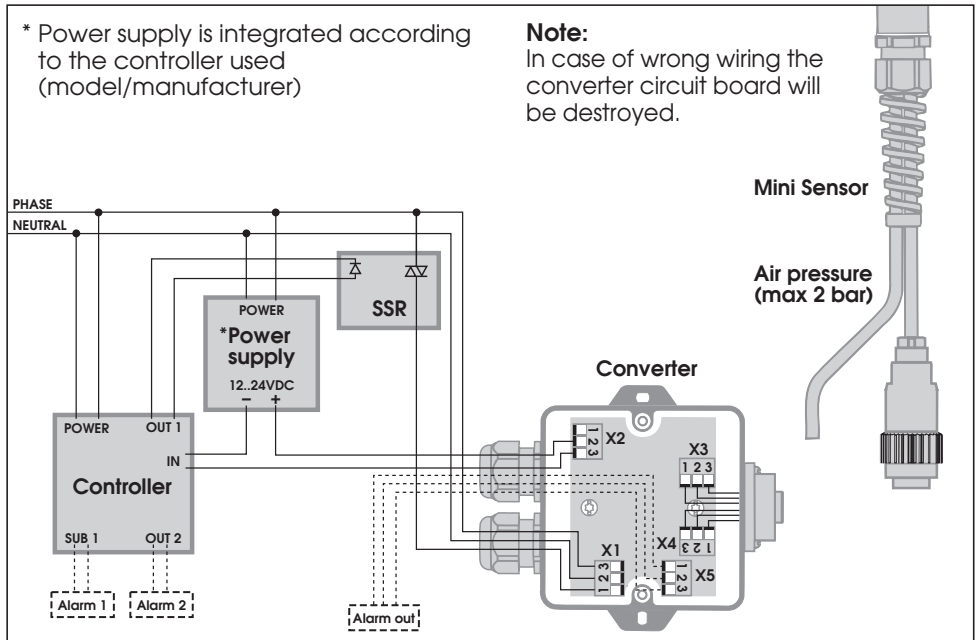 * Power supply is integrated according
to the controller used
(model/manufacturer)
Note:
In case of wrong wiring the
converter circuit board will
be destroyed.
Mini Sensor
Air pressure
(max 2 bar)
PHASE
NEUTRAL
SSR
POWER
*Power
supply
12..24VDC
– +
Converter
POWER OUT 1
IN
Controller
SUB 1 OUT 2
Alarm 1
Alarm 2
Alarm out
1 2 3
X2
X3
1 2 3
X4
1 2 3
X1
3 2 1
X5
1 2 3